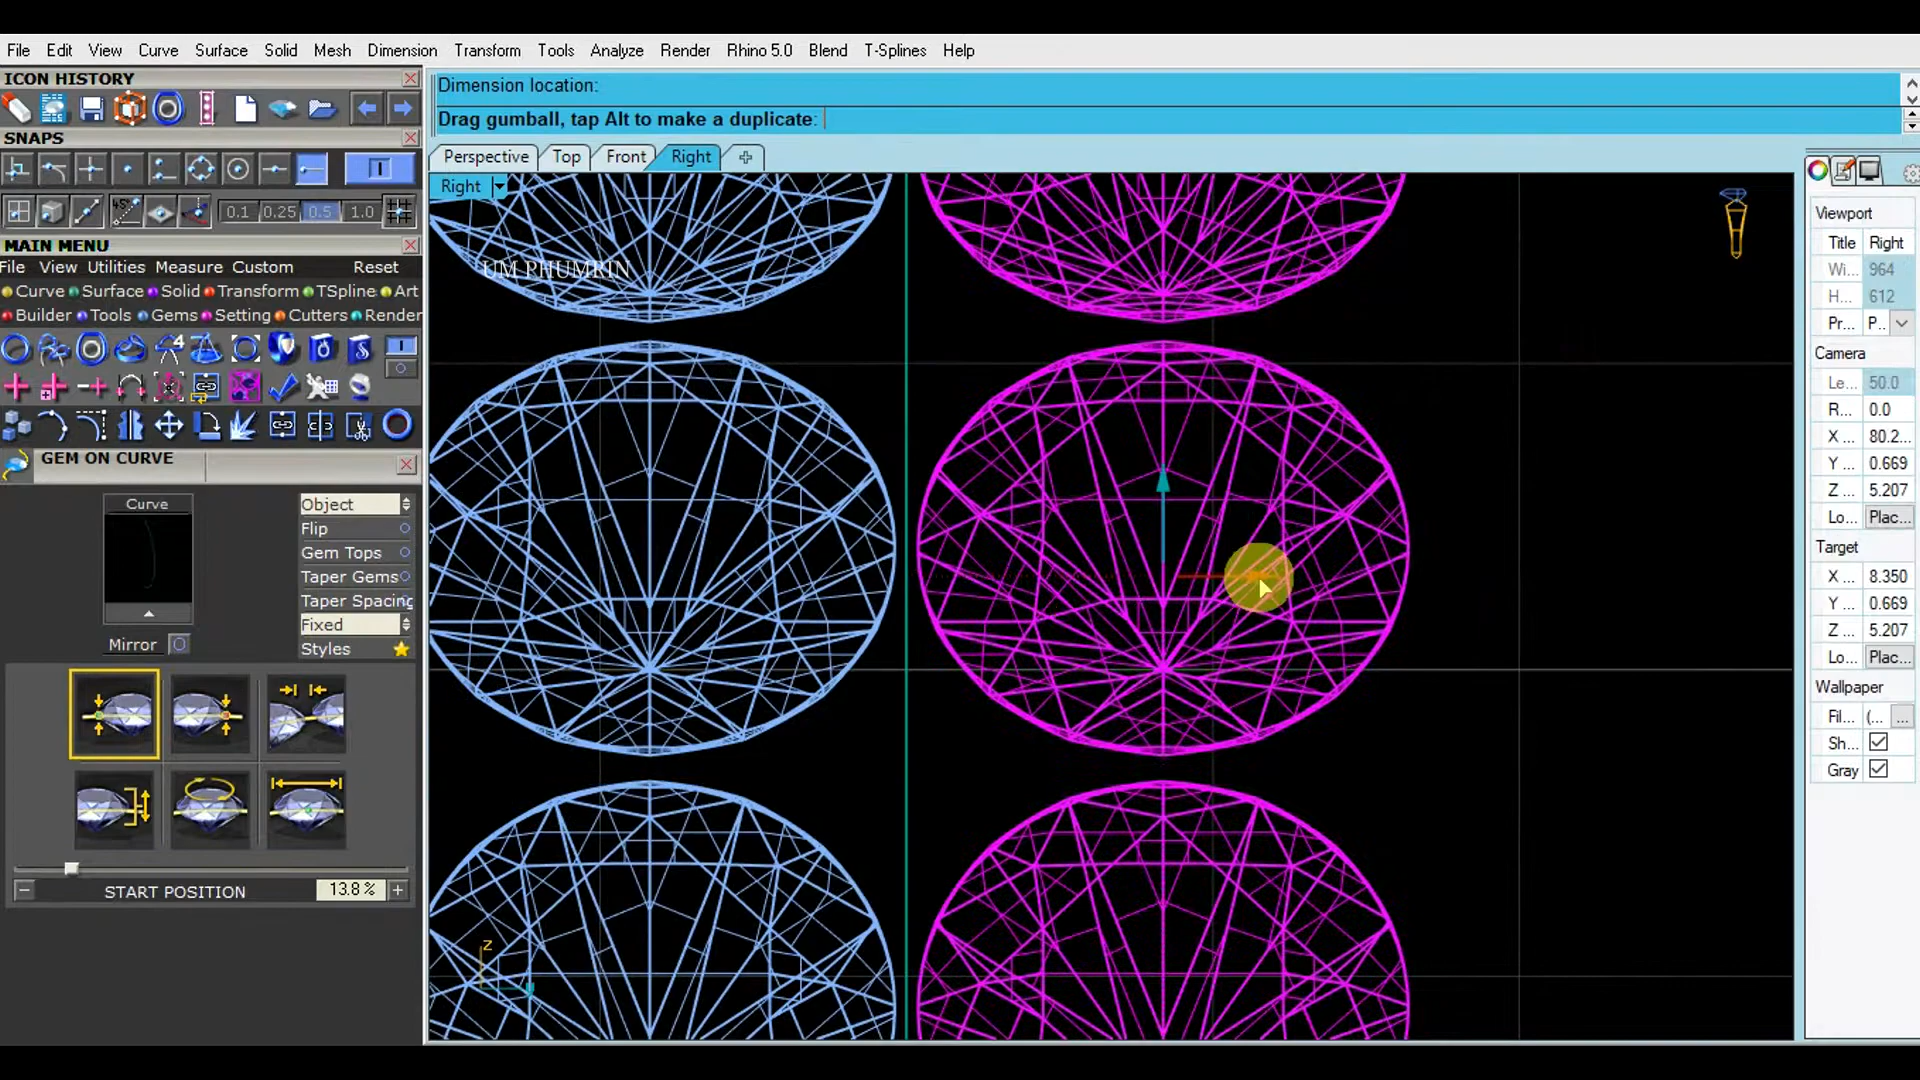 File Edit View Curve Surface Solid Mesh Dimension Transform Tools Analyze Render Rhino 5.0 Blend T-Splines Help
ICON HISTORY
SNAPS
0.1 0.25 0.5 1.0
MAIN MENU
File View Utilities Measure Custom Reset
Curve Surface Solid Transform TSpline Art
Builder Tools Gems Setting Cutters Render
GEM ON CURVE
Curve
Mirror
Object
Flip
Gem Tops
Taper Gems
Taper Spacing
Fixed
Styles
START POSITION 13.8 %
Dimension location:
Drag gumball, tap Alt to make a duplicate:
Perspective Top Front Right
Right
UM PHUMRIN
z
Viewport
Title Right
Wi... 964
H... 612
Pr... P...
Camera
Le... 50.0
R... 0.0
X ... 80.2...
Y ... 0.669
Z ... 5.207
Lo... Plac...
Target
X ... 8.350
Y ... 0.669
Z ... 5.207
Lo... Plac...
Wallpaper
Fil... (... ...
Sh...
Gray